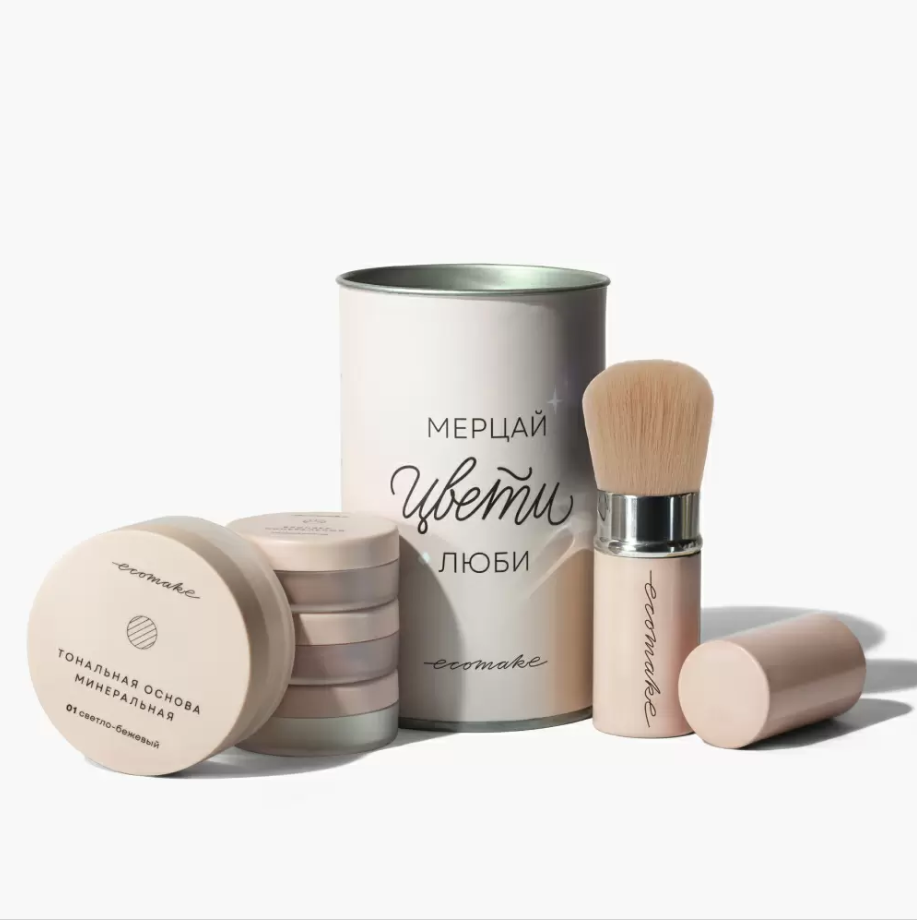 МЕРЦАЙ
Цвети
ЛЮБИ
ecomake
ecomake
ТОНАЛЬНАЯ ОСНОВА
МИНЕРАЛЬНАЯ
01 светло-бежевый
ecomake